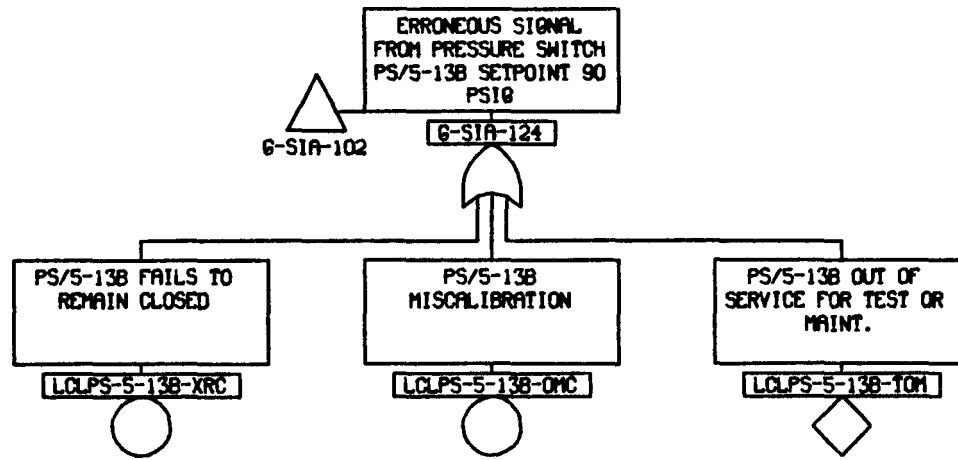 ERRONEOUS SIGNAL
FROM PRESSURE SWITCH
PS/5-13B SETPOINT 90
PSIG
G-SIA-102
G-SIA-124
PS/5-13B FAILS TO
REMAIN CLOSED
PS/5-13B
MISCALIBRATION
PS/5-13B OUT OF
SERVICE FOR TEST OR
MAINT.
LCLPS-5-13B-XRC
LCLPS-5-13B-OMC
LCLPS-5-13B-TOM